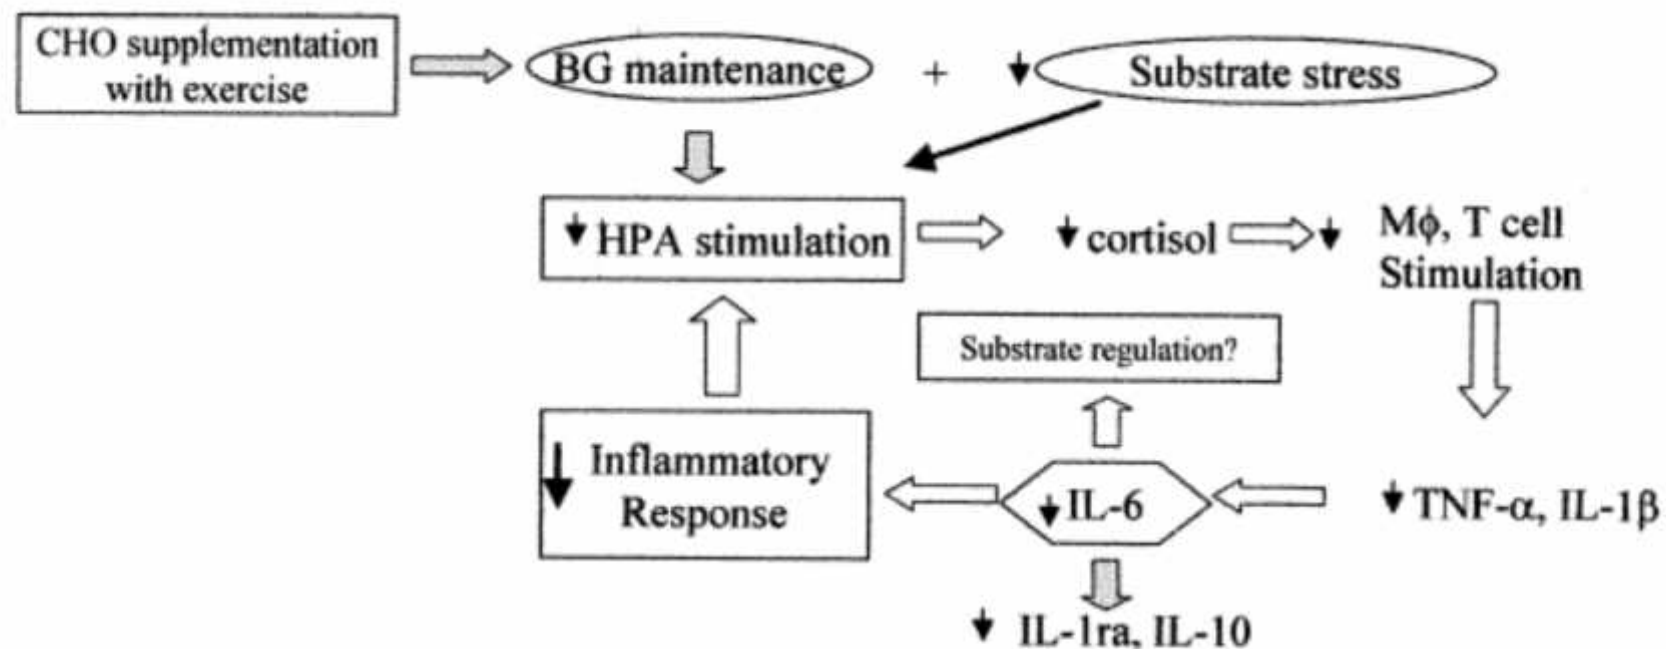 CHO supplementation
with exercise
BG maintenance
+
↓ Substrate stress
↓ HPA stimulation
↓ cortisol
↓ Mϕ, T cell
Stimulation
Substrate regulation?
↓ Inflammatory
Response
↓ IL-6
↓ TNF-α, IL-1β
↓ IL-1ra, IL-10